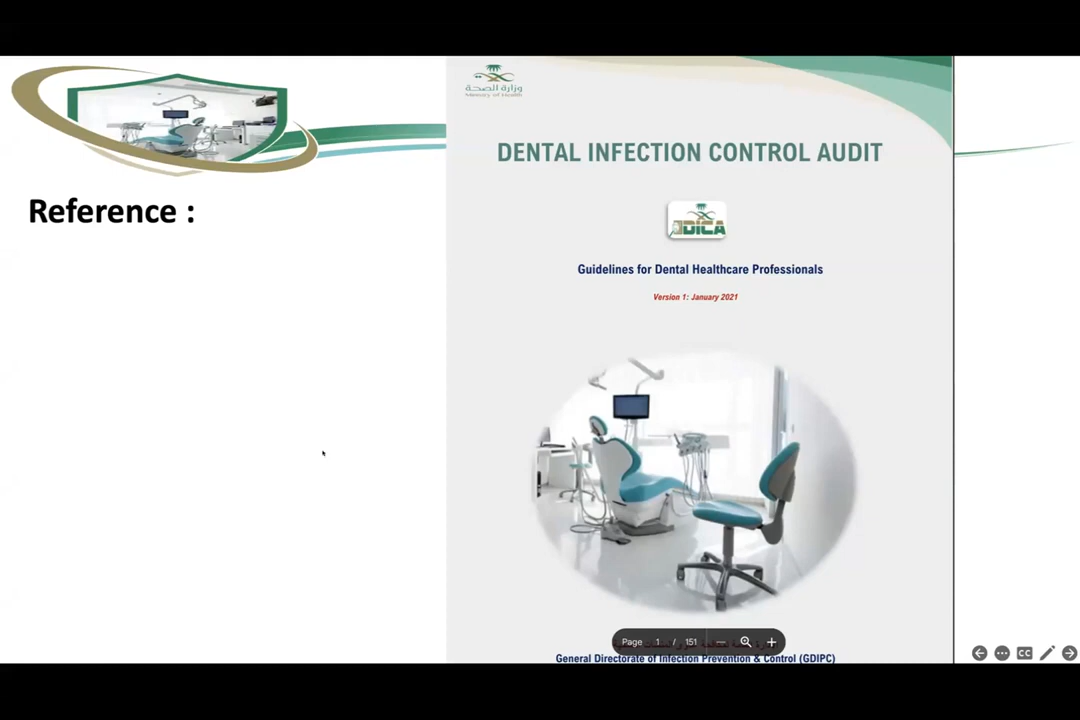 وزارة الصحة
Ministry of Health
DENTAL INFECTION CONTROL AUDIT
DICA
Guidelines for Dental Healthcare Professionals
Version 1: January 2021
Reference :
Page 1 / 151
General Directorate of Infection Prevention & Control (GDIPC)
CC